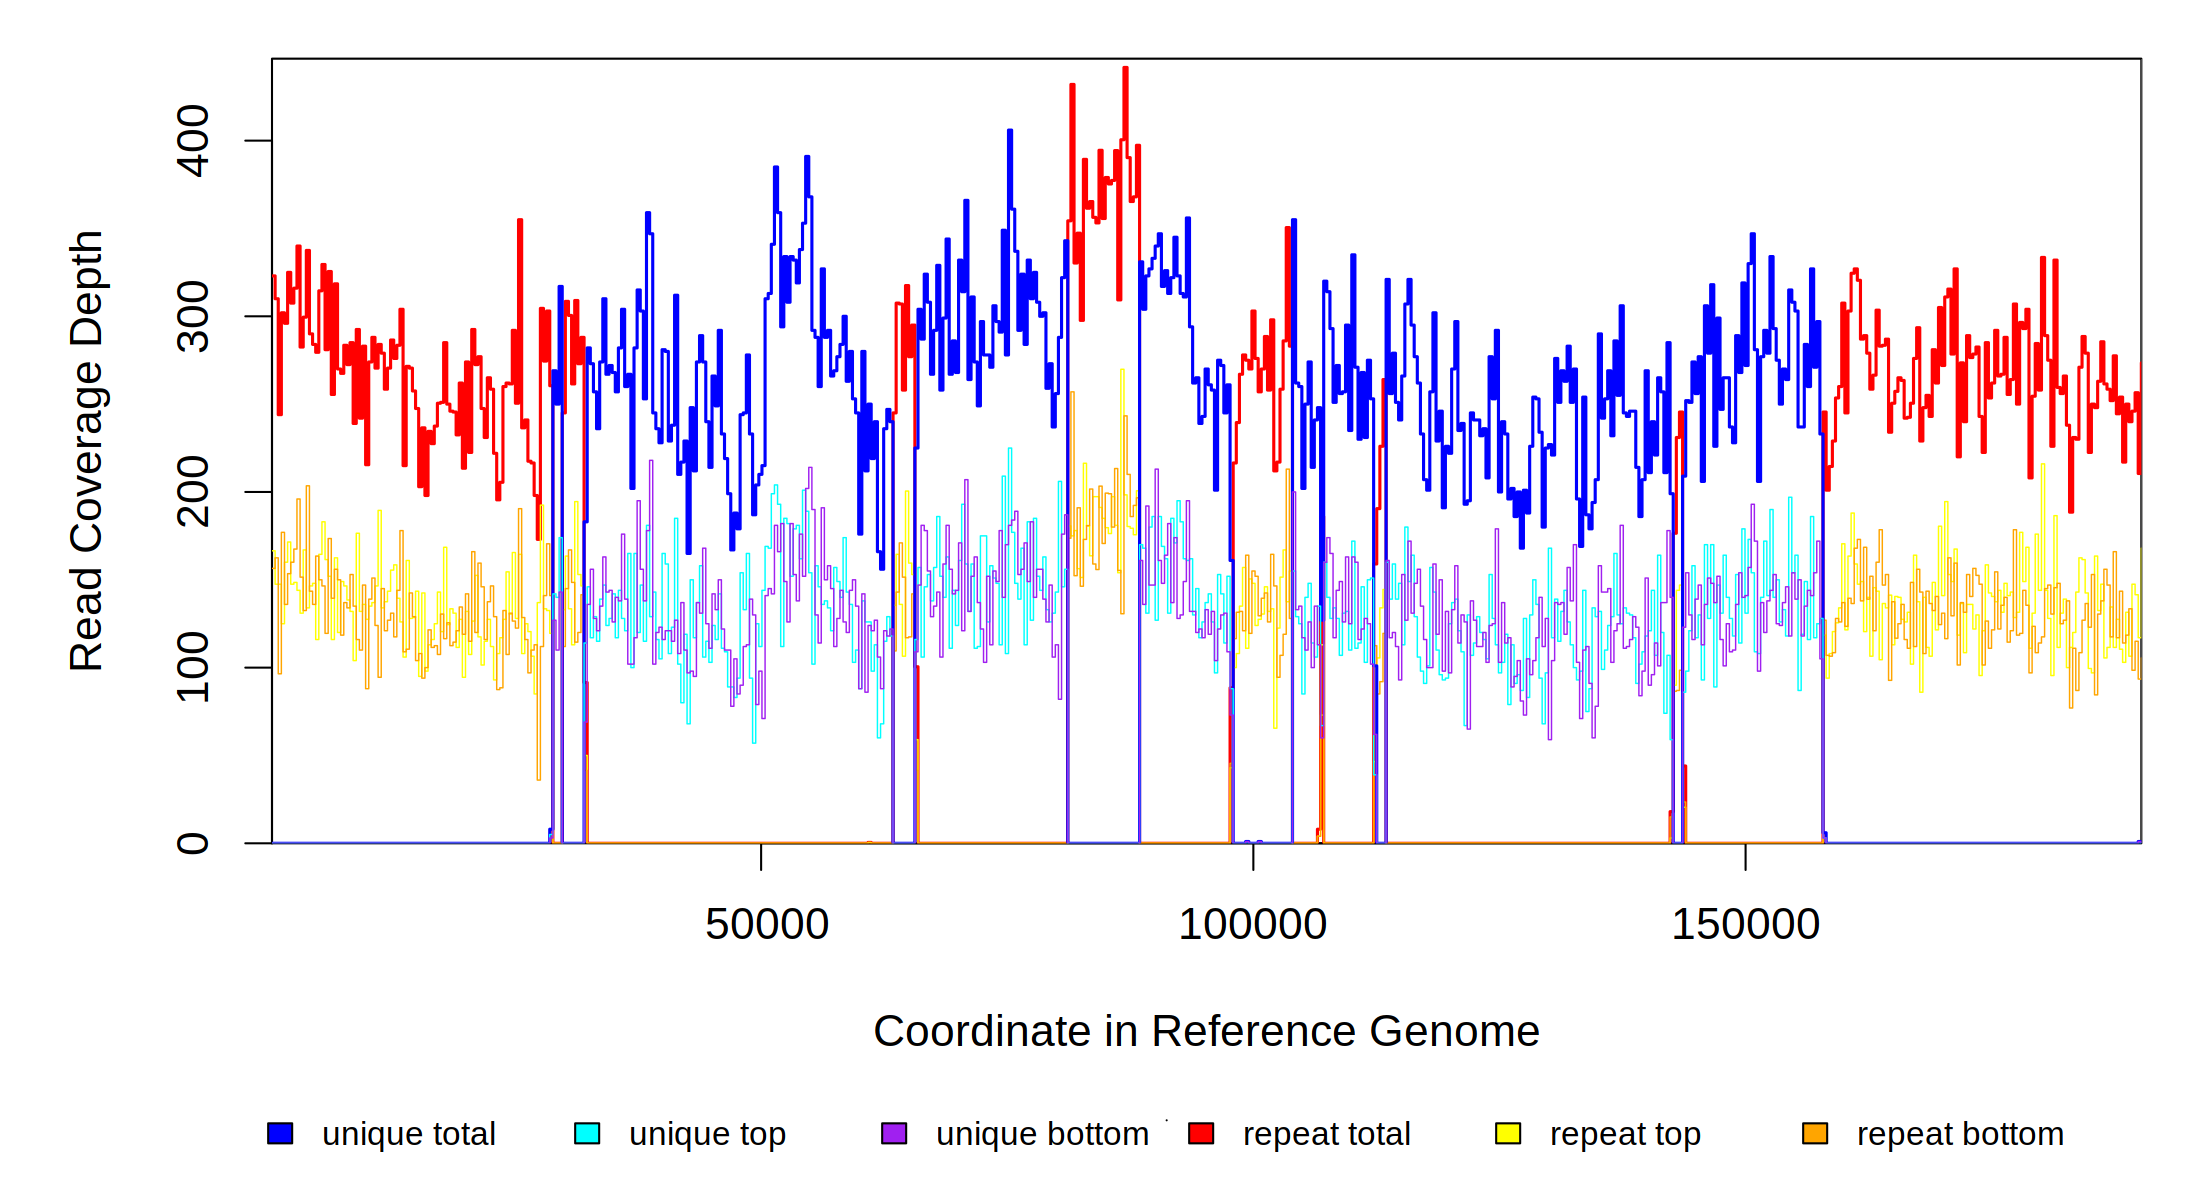 Read Coverage Depth
400
300
200
100
0
50000 100000 150000
Coordinate in Reference Genome
unique total unique top unique bottom repeat total repeat top repeat bottom